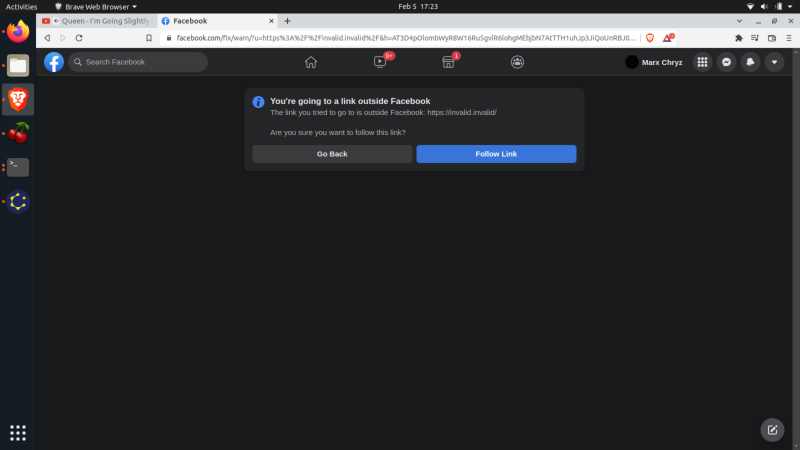 Activities
Brave Web Browser
Feb 5 17:23
Queen - I'm Going Slightly
Facebook
facebook.com/flx/warn/?u=https%3A%2F%2Finvalid.invalid%2F&h=
Search Facebook
9+
1
Marx Chryz
You're going to a link outside Facebook
The link you tried to go to is outside Facebook: https://invalid.invalid/
Are you sure you want to follow this link?
Go Back
Follow Link